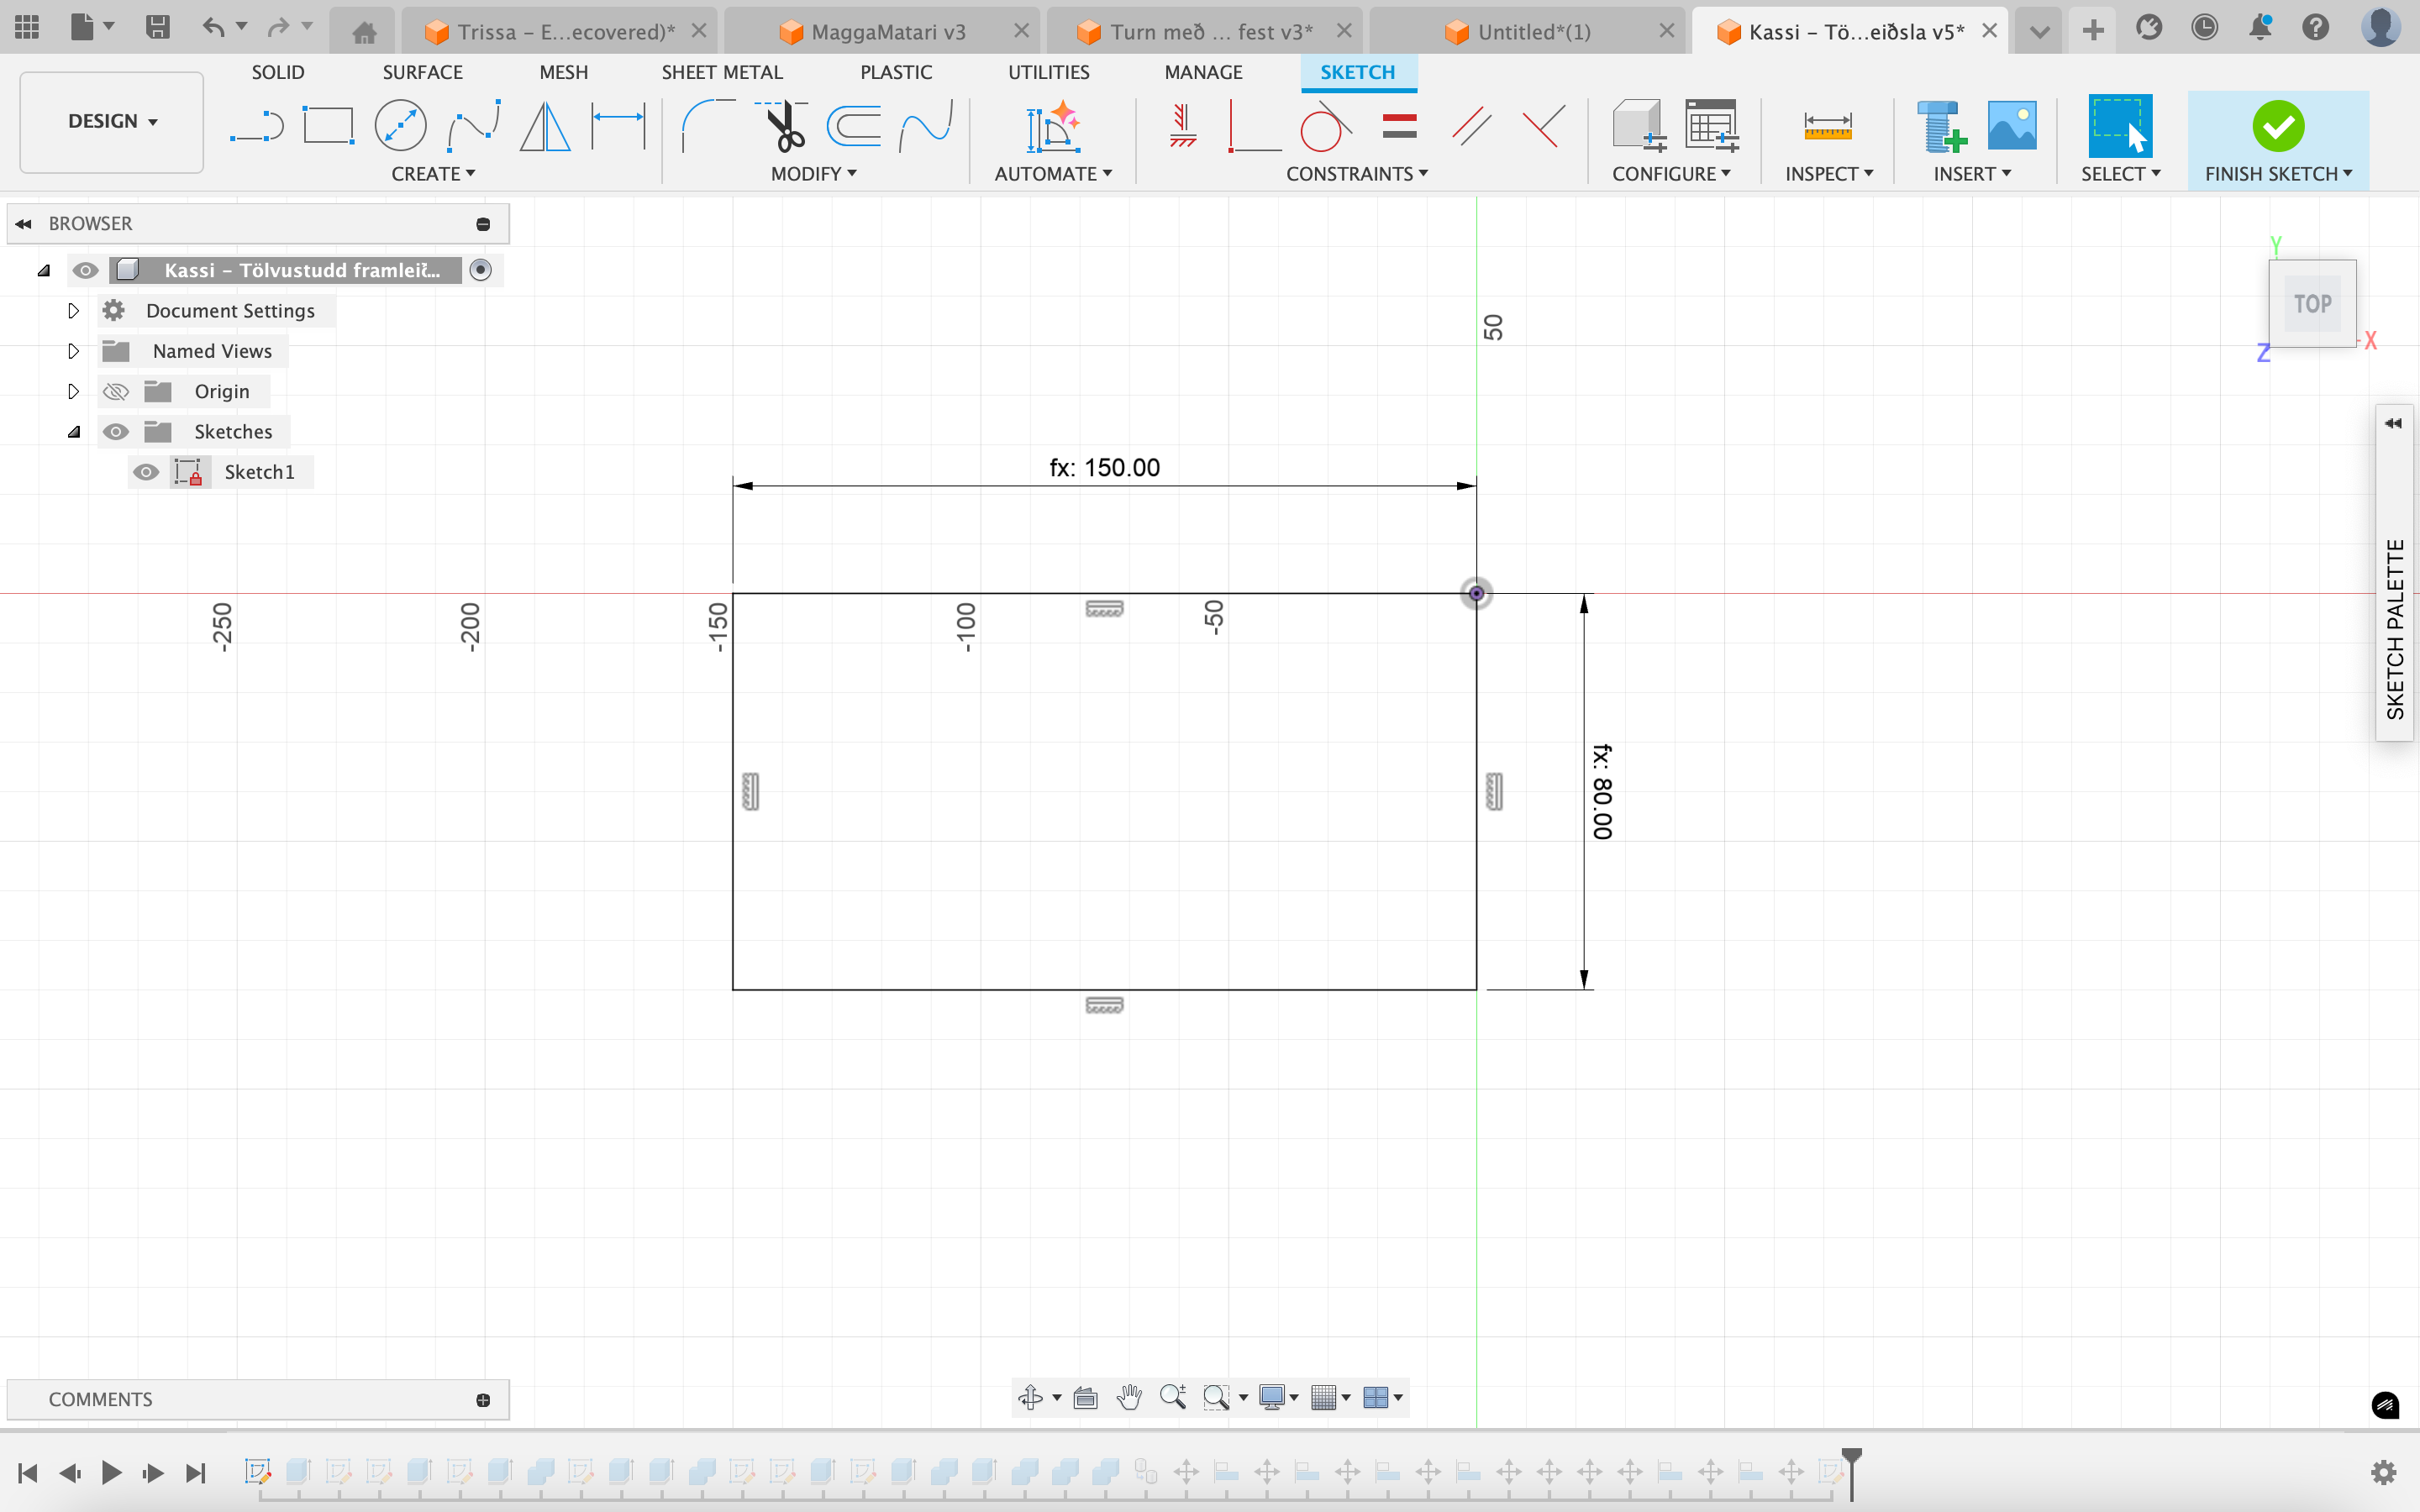 Trissa – E...ecovered)*
MaggaMatari v3
Turn með ... fest v3*
Untitled*(1)
Kassi – Tö...eiðsla v5*
DESIGN
SOLID
SURFACE
MESH
SHEET METAL
PLASTIC
UTILITIES
MANAGE
SKETCH
CREATE
MODIFY
AUTOMATE
CONSTRAINTS
CONFIGURE
INSPECT
INSERT
SELECT
FINISH SKETCH
BROWSER
Kassi – Tölvustudd framleið...
Document Settings
Named Views
Origin
Sketches
Sketch1
Y
TOP
X
Z
50
fx: 150.00
-250
-200
-150
-100
-50
fx: 80.00
SKETCH PALETTE
COMMENTS